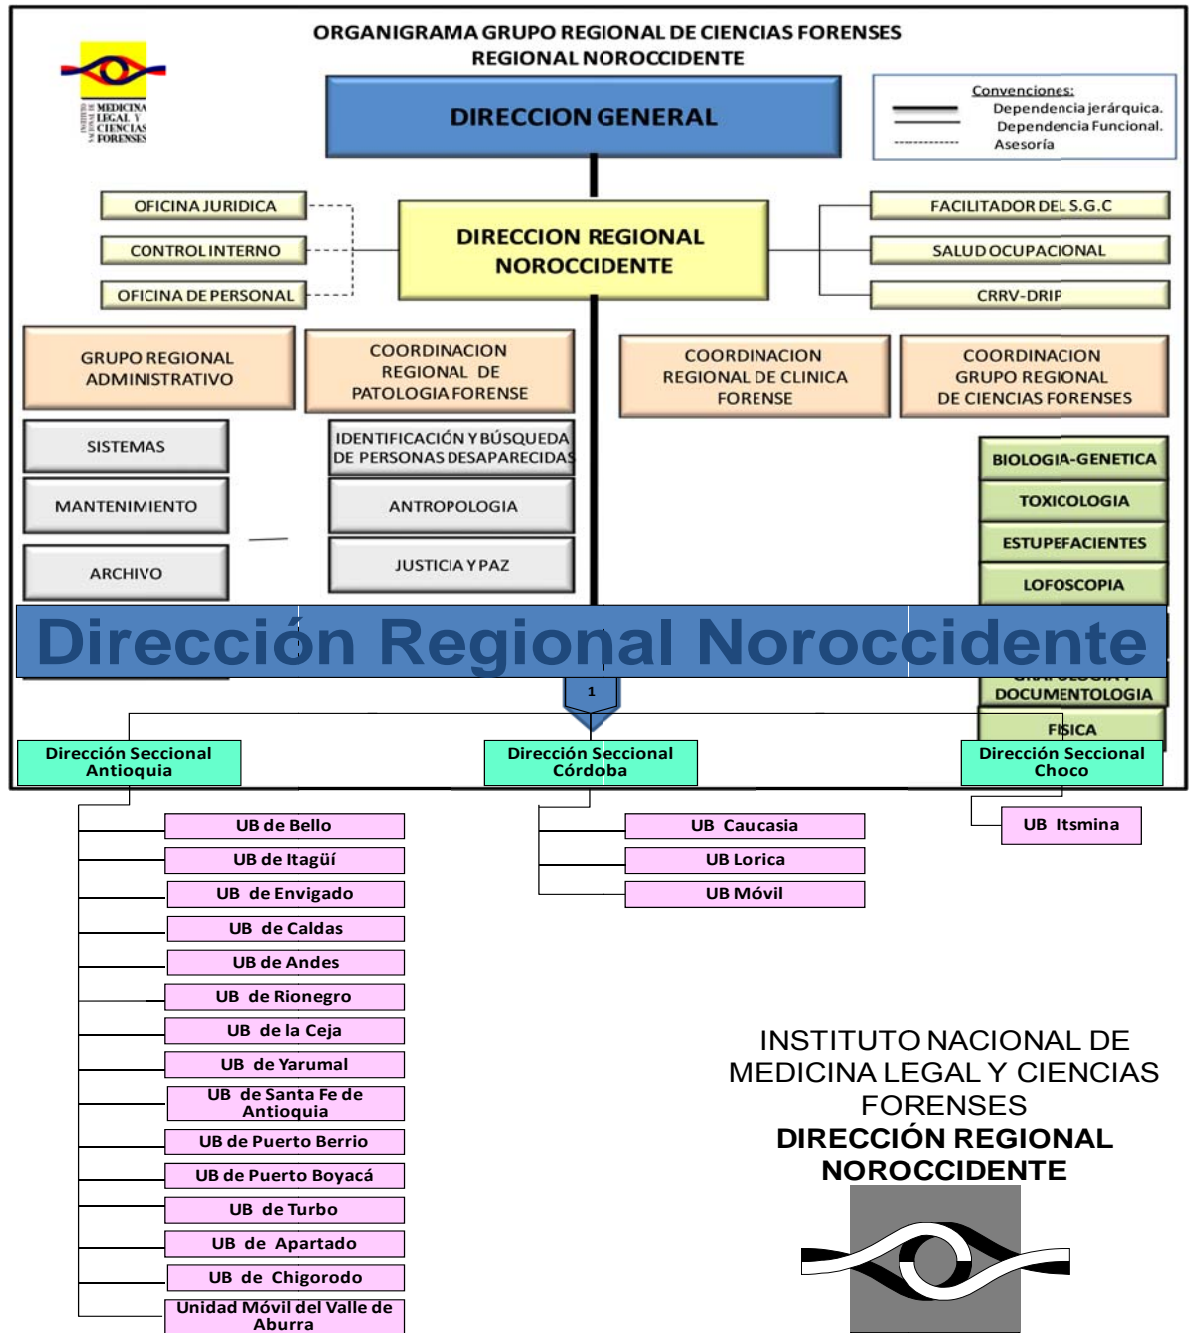 ORGANIGRAMA GRUPO REGIONAL DE CIENCIAS FORENSES
REGIONAL NOROCCIDENTE
INSTITUTO
NACIONAL DE
MEDICINA
LEGAL Y
CIENCIAS
FORENSES
DIRECCION GENERAL
Convenciones:
Dependencia jerárquica.
Dependencia Funcional.
Asesoría
OFICINA JURIDICA
CONTROL INTERNO
OFICINA DE PERSONAL
DIRECCION REGIONAL
NOROCCIDENTE
FACILITADOR DEL S.G.C
SALUD OCUPACIONAL
CRRV-DRIP
GRUPO REGIONAL
ADMINISTRATIVO
COORDINACION
REGIONAL DE
PATOLOGIA FORENSE
COORDINACION
REGIONAL DE CLINICA
FORENSE
COORDINACION
GRUPO REGIONAL
DE CIENCIAS FORENSES
SISTEMAS
MANTENIMIENTO
ARCHIVO
IDENTIFICACIÓN Y BÚSQUEDA
DE PERSONAS DESAPARECIDAS
ANTROPOLOGIA
JUSTICIA Y PAZ
BIOLOGIA-GENETICA
TOXICOLOGIA
ESTUPEFACIENTES
LOFOSCOPIA
Dirección Regional Noroccidente
GRAFOLOGIA Y
DOCUMENTOLOGIA
FISICA
1
Dirección Seccional
Antioquia
Dirección Seccional
Córdoba
Dirección Seccional
Choco
UB de Bello
UB de Itagüí
UB de Envigado
UB de Caldas
UB de Andes
UB de Rionegro
UB de la Ceja
UB de Yarumal
UB de Santa Fe de
Antioquia
UB de Puerto Berrio
UB de Puerto Boyacá
UB de Turbo
UB de Apartado
UB de Chigorodo
Unidad Móvil del Valle de
Aburra
UB Caucasia
UB Lorica
UB Móvil
UB Itsmina
INSTITUTO NACIONAL DE
MEDICINA LEGAL Y CIENCIAS
FORENSES
DIRECCIÓN REGIONAL
NOROCCIDENTE